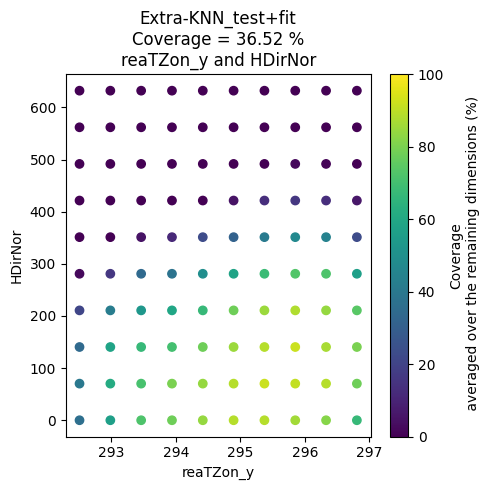 Extra-KNN_test+fit
Coverage = 36.52 %
reaTZon_y and HDirNor
600
500
400
300
200
100
0
HDirNor
293
294
295
296
297
reaTZon_y
100
80
60
40
20
0
Coverage
averaged over the remaining dimensions (%)